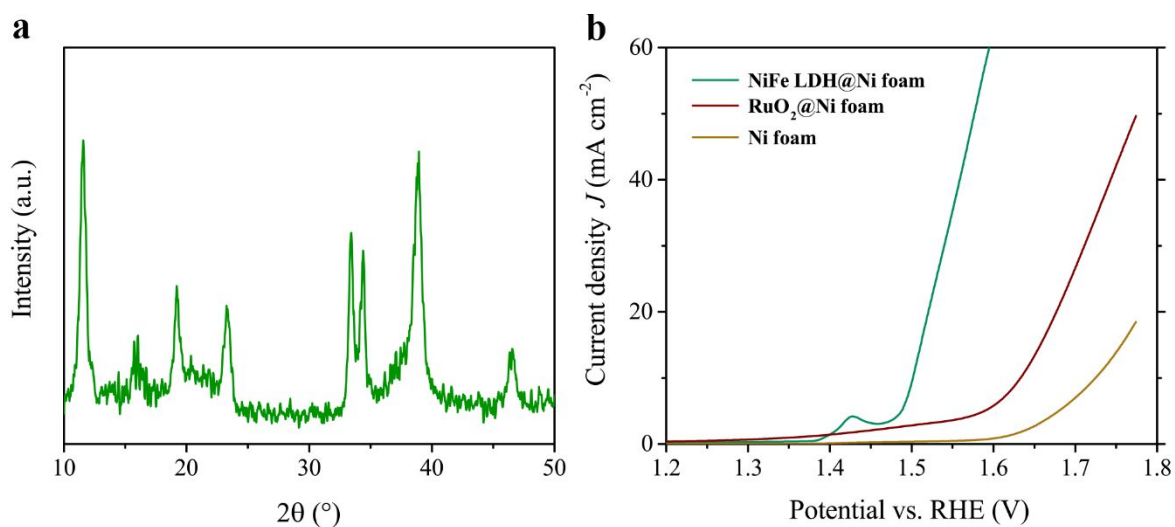 a
Intensity (a.u.)
10 20 30 40 50
2θ (°)
b
Current density J (mA cm⁻²)
60
40
20
0
NiFe LDH@Ni foam
RuO₂@Ni foam
Ni foam
1.2 1.3 1.4 1.5 1.6 1.7 1.8
Potential vs. RHE (V)